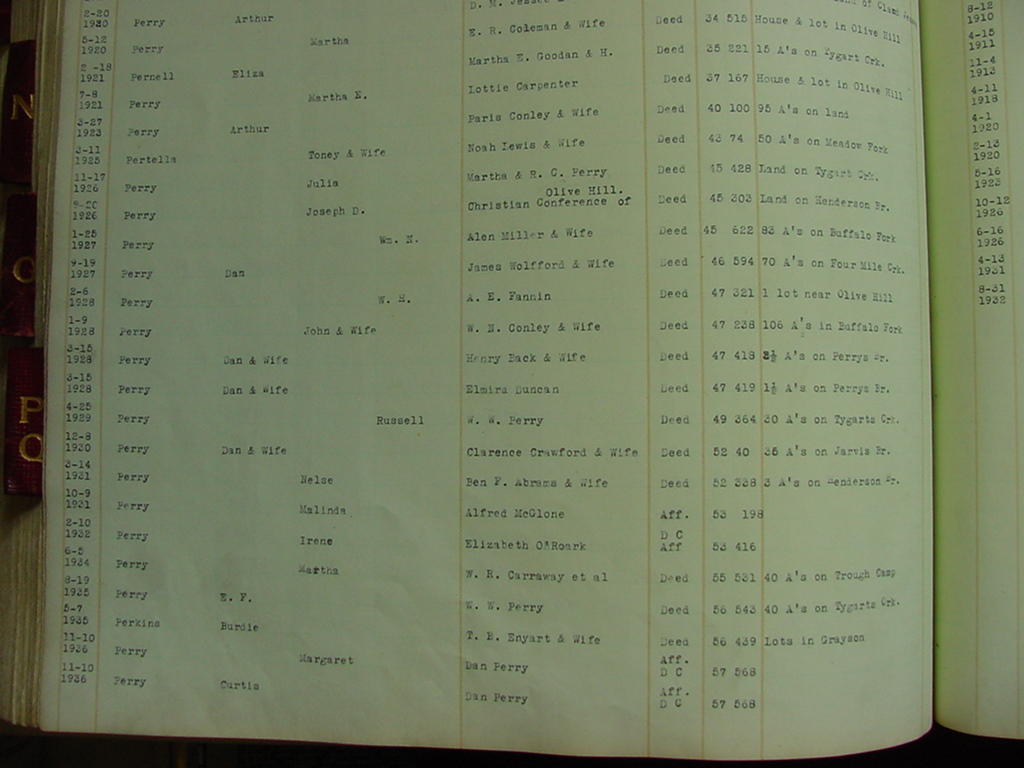 D. M. Jessee
2-20
1920 Perry Arthur E. R. Coleman & Wife Deed 34 515 House & lot in Olive Hill
5-12
1920 Perry Martha Martha E. Goodan & H. Deed 35 221 15 A's on Tygart Crk.
2 -18
1921 Pernell Eliza Lottie Carpenter Deed 37 167 House & lot in Olive Hill
7-8
1921 Perry Martha E. Paris Conley & Wife Deed 40 100 95 A's on land
3-27
1923 Perry Arthur Noah Lewis & Wife Deed 43 74 50 A's on Meadow Fork
3-11
1925 Pertella Toney & Wife Martha & R. C. Perry Deed 45 428 Land on Tygart Crk.
11-17
1926 Perry Julia Olive Hill.
Christian Conference of Deed 45 303 Land on Henderson Br.
1926 Perry Joseph D. Alen Miller & Wife Deed 45 622 83 A's on Buffalo Fork
1-25
1927 Perry Wm. N. James Wolfford & Wife Deed 46 594 70 A's on Four Mile Crk.
9-19
1927 Perry Dan A. E. Fannin Deed 47 321 1 lot near Olive Hill
2-6
1928 Perry W. H. W. N. Conley & Wife Deed 47 238 106 A's in Buffalo Fork
1-9
1928 Perry John & Wife Henry Back & Wife Deed 47 418 2½ A's on Perrys Br.
3-15
1928 Perry Dan & Wife Elmira Duncan Deed 47 419 1½ A's on Perrys Br.
3-15
1928 Perry Dan & Wife W. W. Perry Deed 49 364 30 A's on Tygarts Crk.
4-25
1929 Perry Russell Clarence Crawford & Wife Deed 52 40 35 A's on Jarvis Br.
12-8
1930 Perry Dan & Wife Ben F. Abrams & Wife Deed 52 338 3 A's on Henderson Br.
3-14
1931 Perry Nelse Alfred McGlone Aff. 53 198
10-9
1931 Perry Malinda Elizabeth O'Roark D C
Aff 53 416
2-10
1932 Perry Irene W. R. Carraway et al Deed 55 531 40 A's on Trough Camp
6-5
1934 Perry Martha W. W. Perry Deed 56 543 40 A's on Tygarts Crk.
8-19
1935 Perry E. F. T. B. Enyart & Wife Deed 56 439 Lots in Grayson
5-7
1935 Perkins Burdie Dan Perry Aff.
D C 57 568
11-10
1936 Perry Margaret Dan Perry Aff.
D C 57 568
11-10
1936 Perry Curtis
N
O
P
Q
8-12
1910
4-15
1911
11-4
1913
4-11
1918
4-1
1920
2-13
1920
5-16
1923
10-12
1926
6-16
1926
4-13
1931
8-31
1932